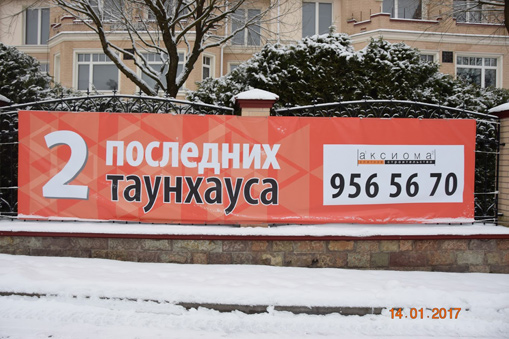 2 последних
таунхауса
аксиома
956 56 70
14.01.2017